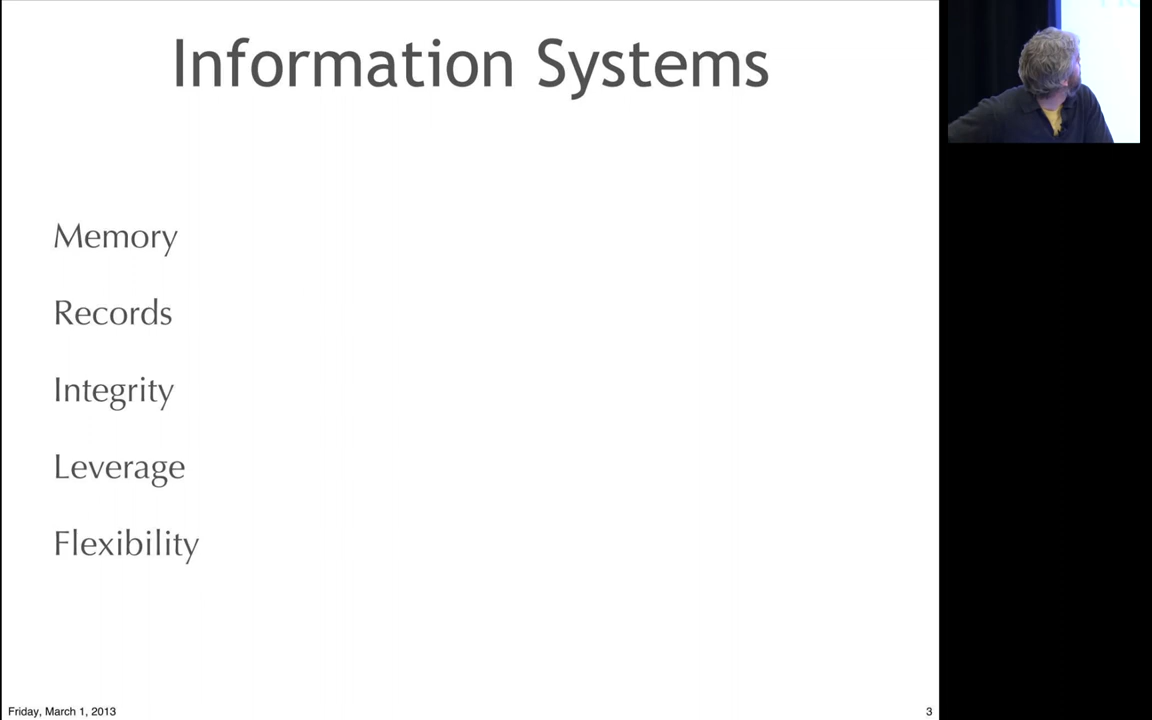 Information Systems
Memory
Records
Integrity
Leverage
Flexibility
Friday, March 1, 2013
3